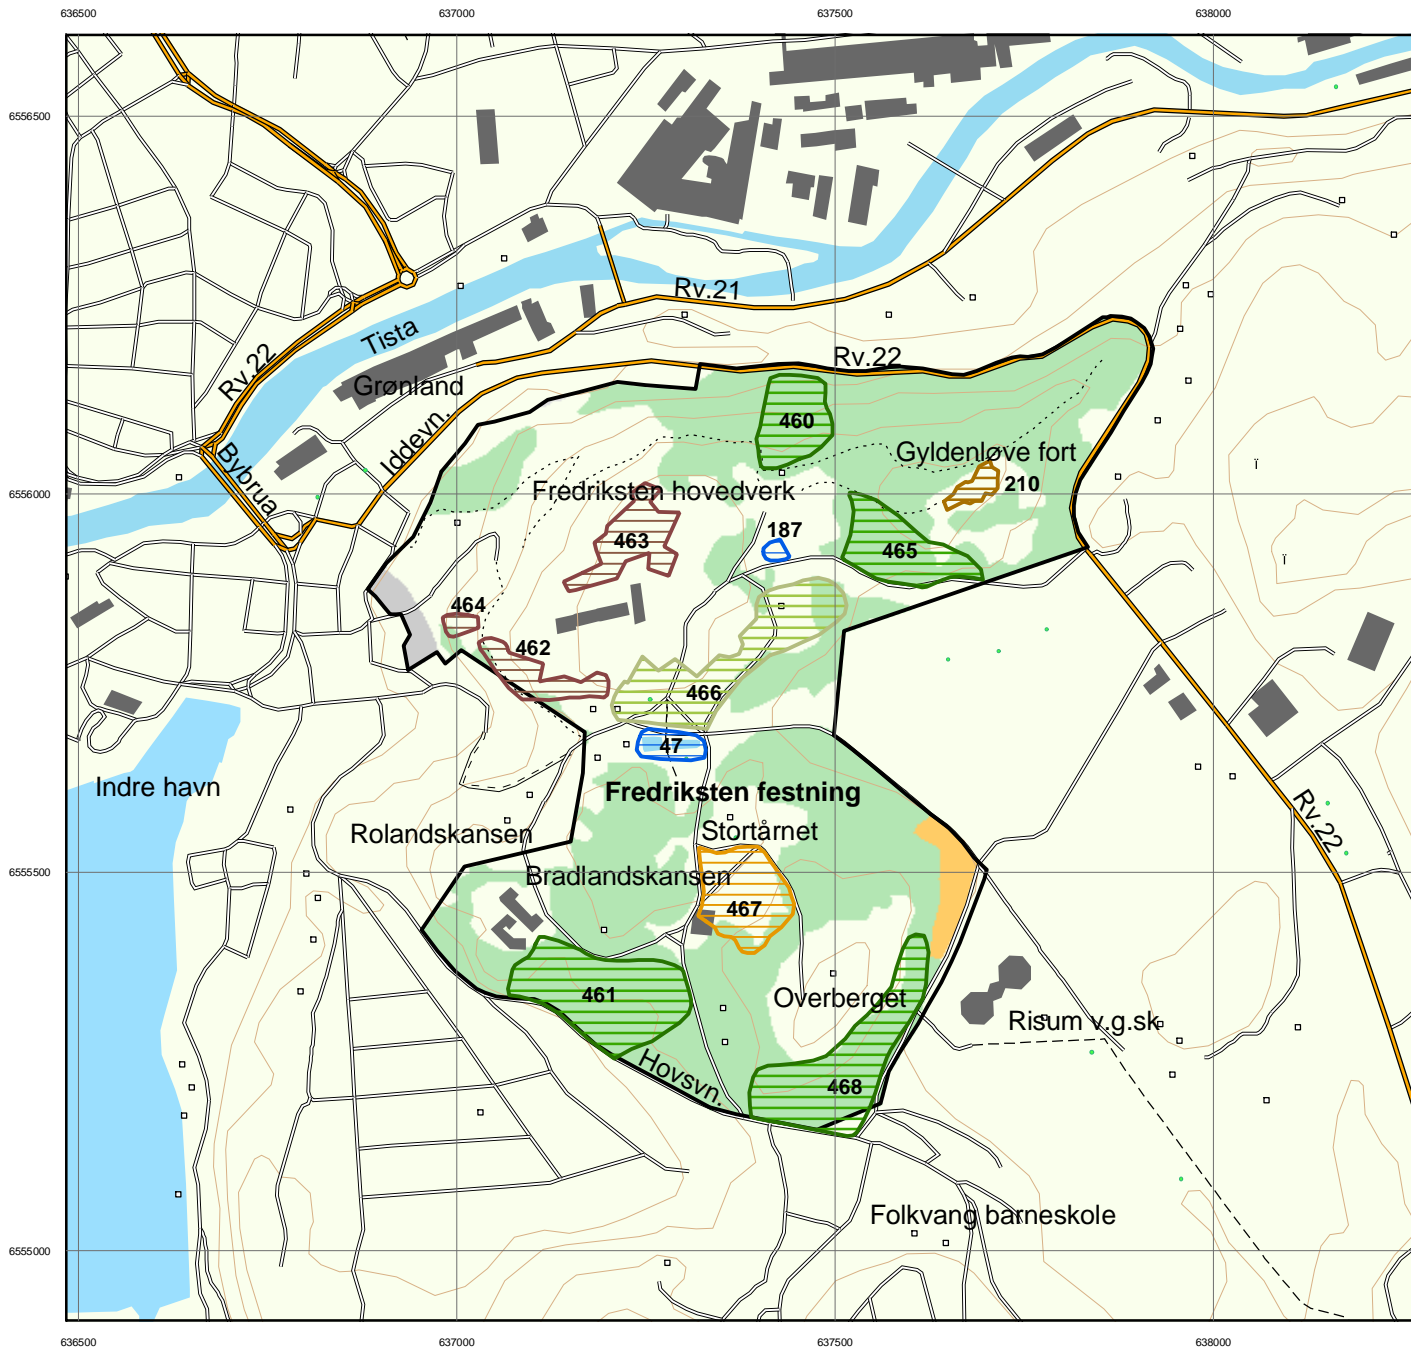 636500 637000 637500 638000
6556500
Rv.21
Tista
Rv.22
Rv.22
Grønland
Iddevn.
460
Bybrua
Gyldenløve fort
210
Fredriksten hovedverk
187
463
465
464
462
466
47
Indre havn
Fredriksten festning
Rolandskansen
Stortårnet
Rv.22
Bradlandskansen
467
461
Overberget
Risum v.g.sk
Hovsvn.
468
Folkvang barneskole
6556000
6555500
6555000
636500 637000 637500 638000